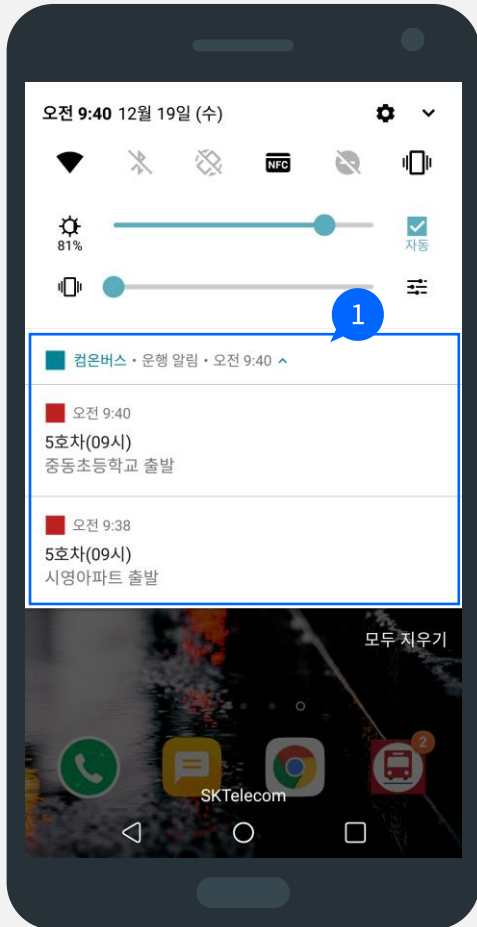 오전 9:40 12월 19일 (수)
NFC
81%
자동
1
컴온버스 • 운행 알림 • 오전 9:40
오전 9:40
5호차(09시)
중동초등학교 출발
오전 9:38
5호차(09시)
시영아파트 출발
모두 지우기
2
SKTelecom